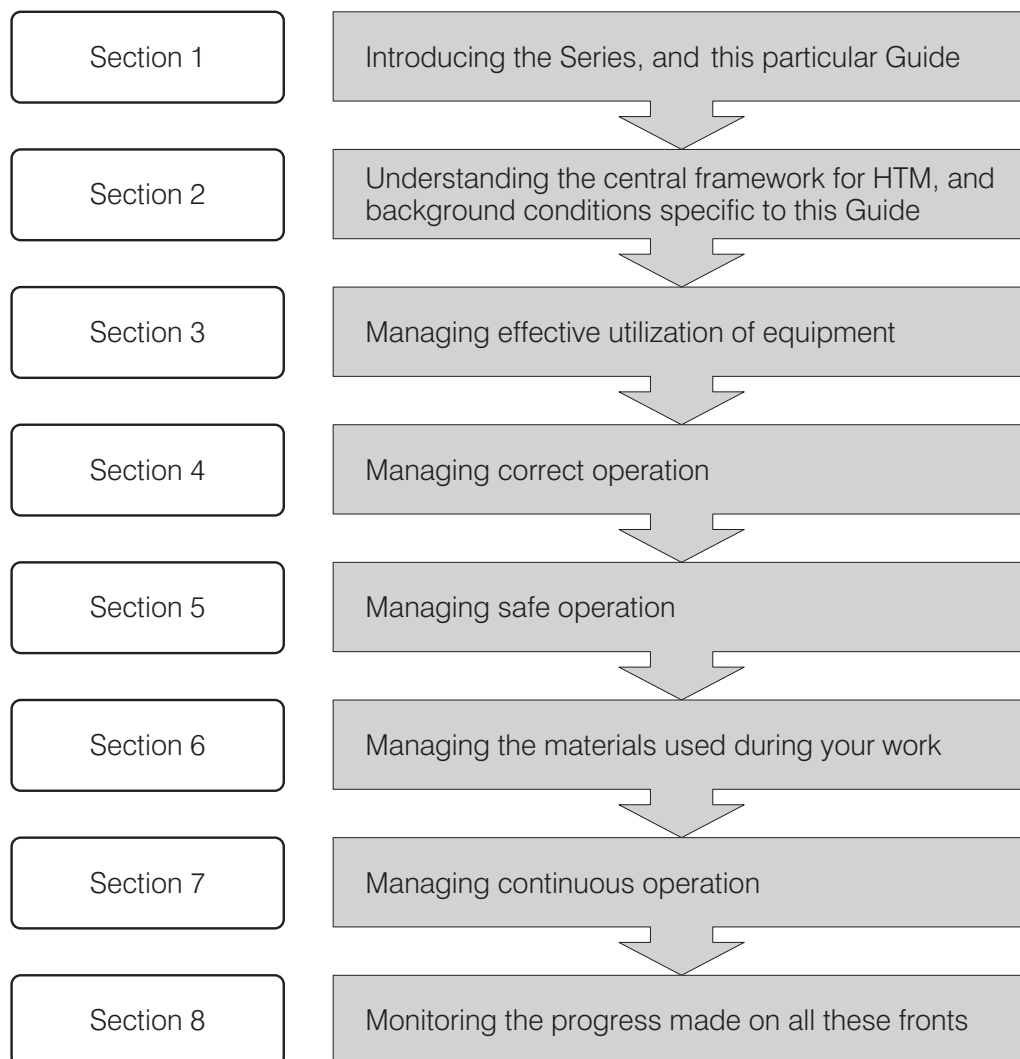 Section 1
Introducing the Series, and this particular Guide
Section 2
Understanding the central framework for HTM, and
background conditions specific to this Guide
Section 3
Managing effective utilization of equipment
Section 4
Managing correct operation
Section 5
Managing safe operation
Section 6
Managing the materials used during your work
Section 7
Managing continuous operation
Section 8
Monitoring the progress made on all these fronts